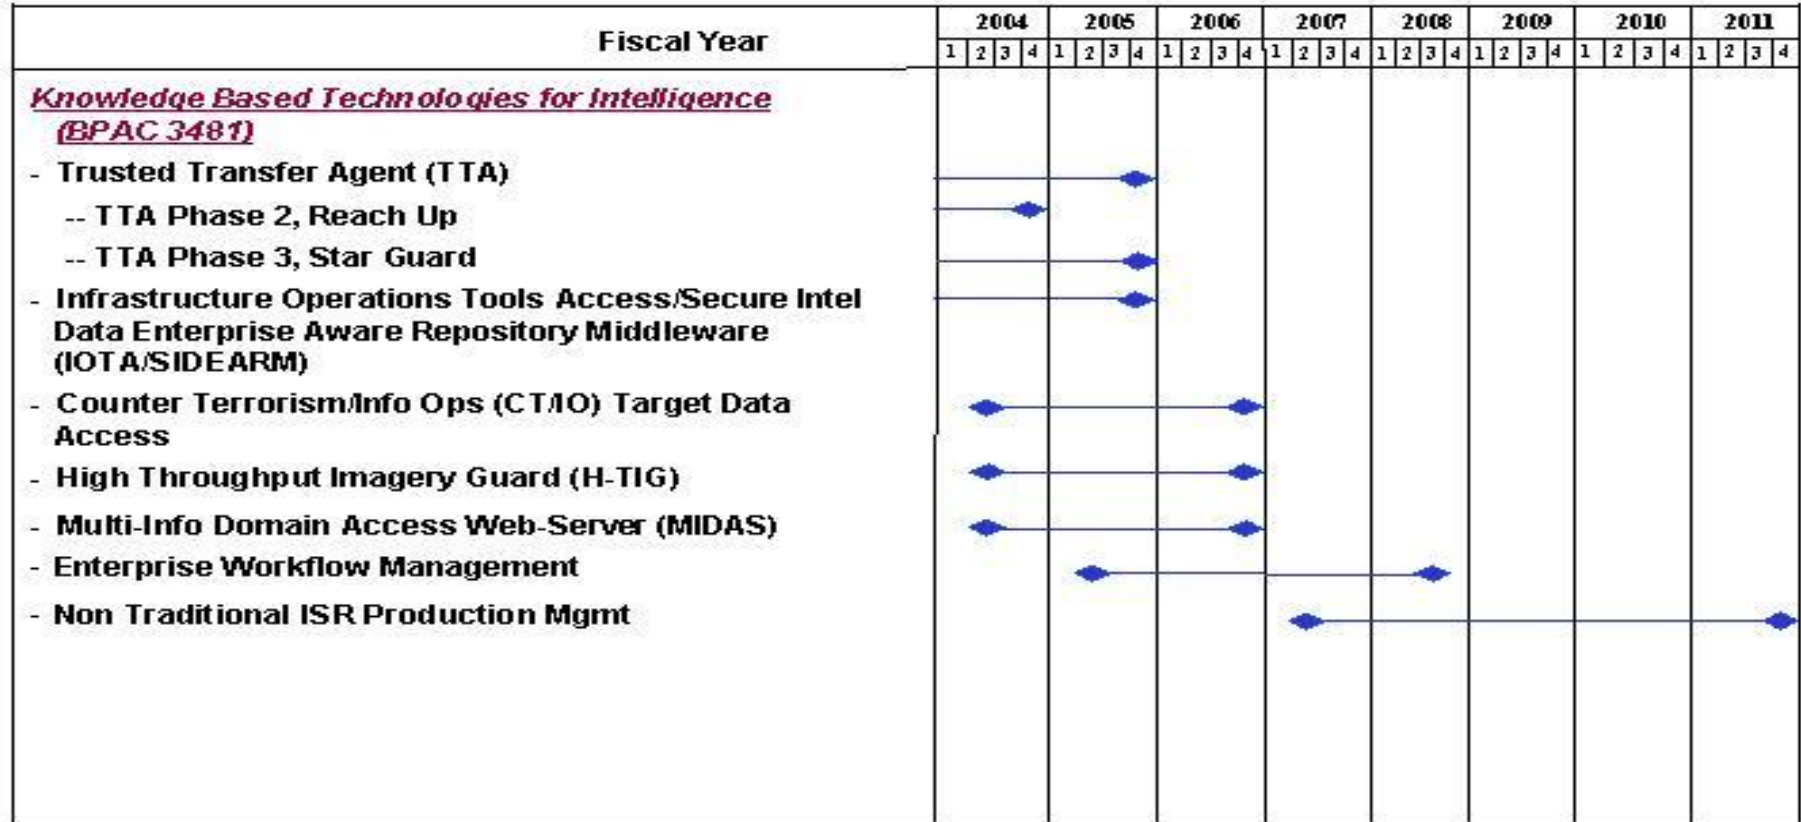 Fiscal Year
2004 2005 2006 2007 2008 2009 2010 2011
1 2 3 4 1 2 3 4 1 2 3 4 1 2 3 4 1 2 3 4 1 2 3 4 1 2 3 4 1 2 3 4
Knowledge Based Technologies for Intelligence
(BPAC 3481)
- Trusted Transfer Agent (TTA)
-- TTA Phase 2, Reach Up
-- TTA Phase 3, Star Guard
- Infrastructure Operations Tools Access/Secure Intel
Data Enterprise Aware Repository Middleware
(IOTA/SIDEARM)
- Counter Terrorism/Info Ops (CT/IO) Target Data
Access
- High Throughput Imagery Guard (H-TIG)
- Multi-Info Domain Access Web-Server (MIDAS)
- Enterprise Workflow Management
- Non Traditional ISR Production Mgmt